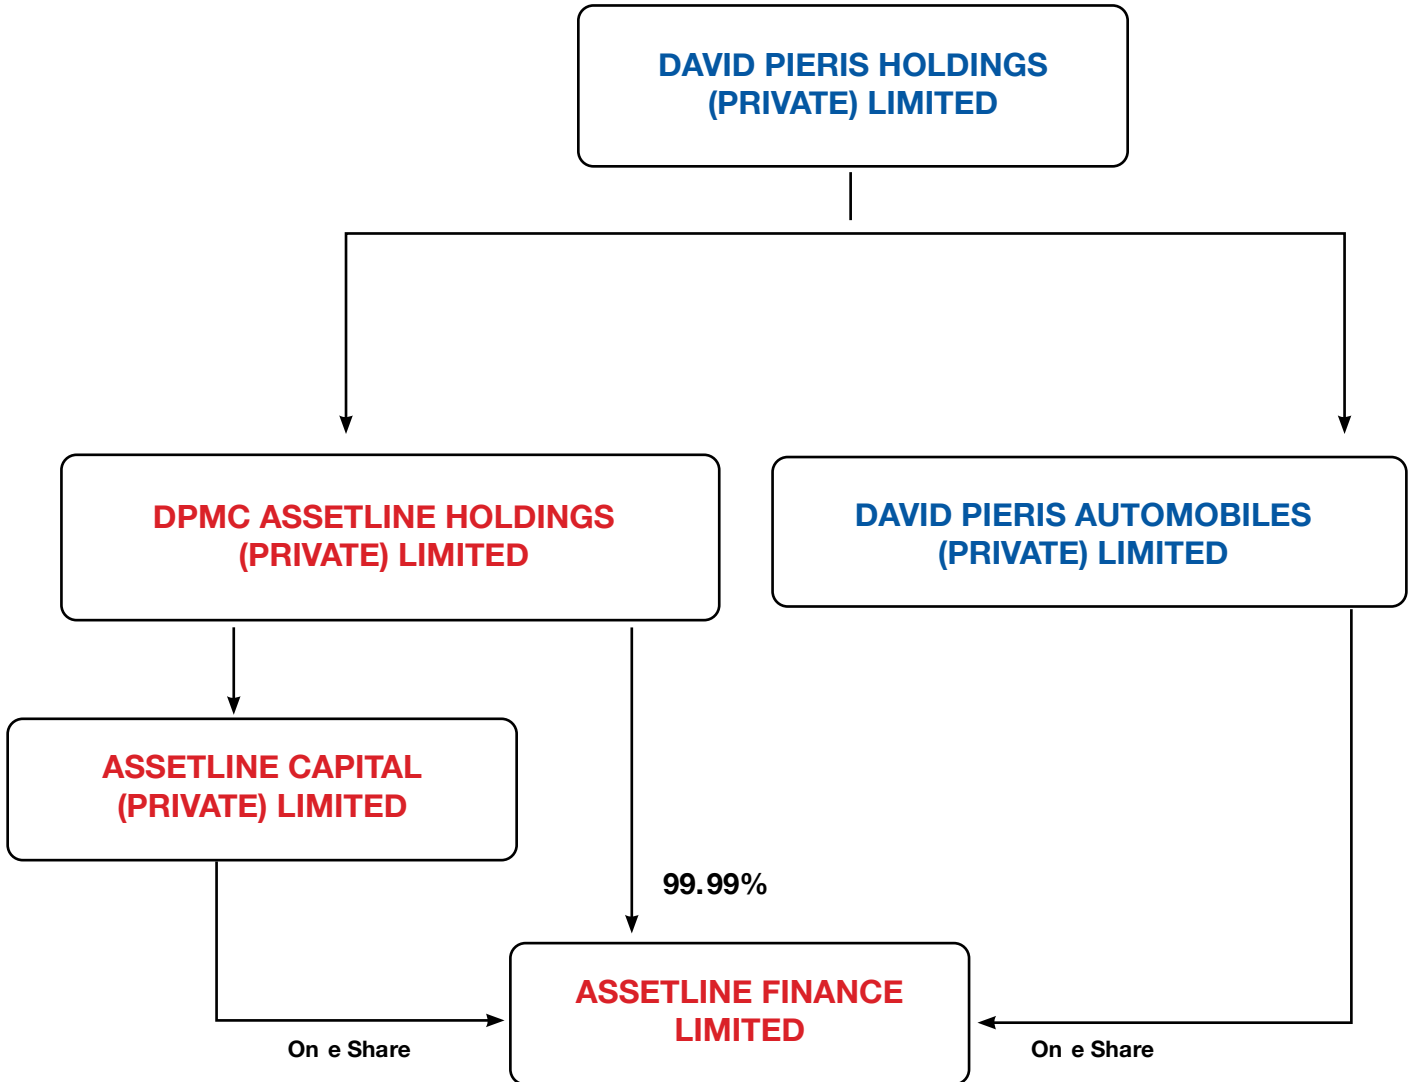 DAVID PIERIS HOLDINGS
(PRIVATE) LIMITED
DPMC ASSETLINE HOLDINGS
(PRIVATE) LIMITED
DAVID PIERIS AUTOMOBILES
(PRIVATE) LIMITED
ASSETLINE CAPITAL
(PRIVATE) LIMITED
99.99%
ASSETLINE FINANCE
LIMITED
On e Share
On e Share